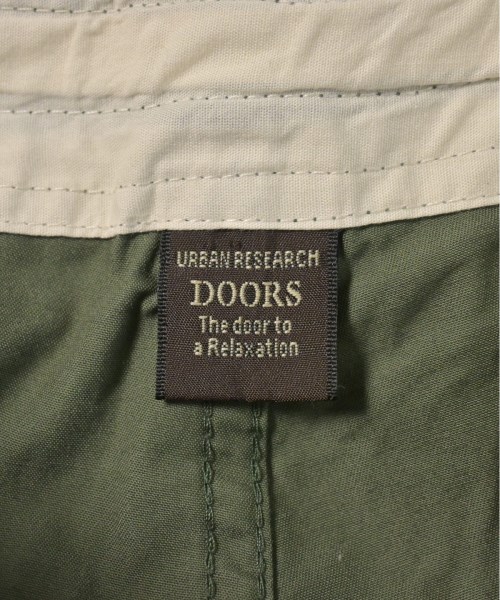 URBAN RESEARCH
DOORS
The door to
a Relaxation